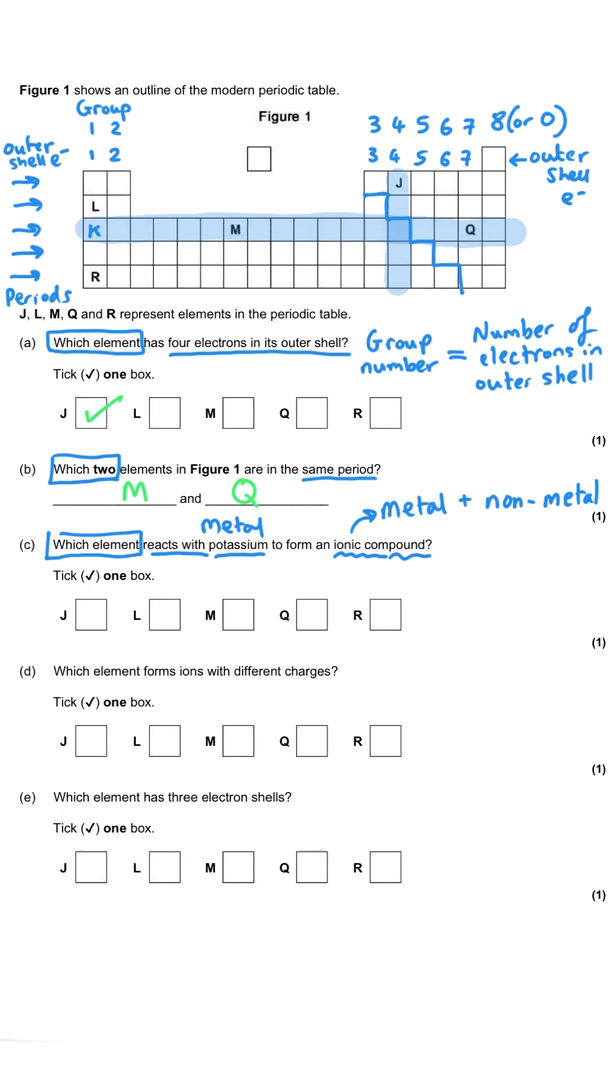 Figure 1 shows an outline of the modern periodic table.
Group
Figure 1
1 2
3 4 5 6 7 8(or 0)
outer shell e-
1 2
3 4 5 6 7
← outer shell e-
J
L
K M Q
R
Periods
J, L, M, Q and R represent elements in the periodic table.
(a) Which element has four electrons in its outer shell?
Group number = Number of electrons in outer shell
Tick (✓) one box.
J ✓ L M Q R
(1)
(b) Which two elements in Figure 1 are in the same period?
M and Q
metal + non-metal
(1)
metal
(c) Which element reacts with potassium to form an ionic compound?
Tick (✓) one box.
J L M Q R
(1)
(d) Which element forms ions with different charges?
Tick (✓) one box.
J L M Q R
(1)
(e) Which element has three electron shells?
Tick (✓) one box.
J L M Q R
(1)